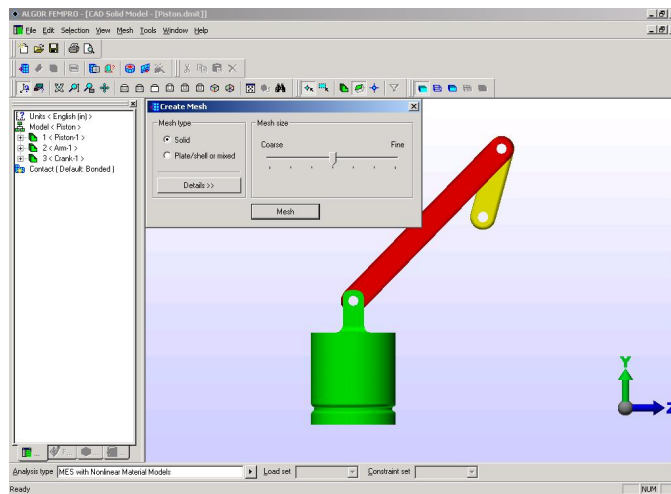 ALGOR FEMPRO - [CAD Solid Model - [Piston.dmit]]
File Edit Selection View Mesh Tools Window Help
Units < English (in) >
Model < Piston >
1 < Piston-1 >
2 < Arm-1 >
3 < Crank-1 >
Contact ( Default: Bonded )
Create Mesh
Mesh type
Solid
Plate/shell or mixed
Details >>
Mesh size
Coarse Fine
Mesh
Y
Z
Analysis type MES with Nonlinear Material Models Load set Constraint set
Ready NUM